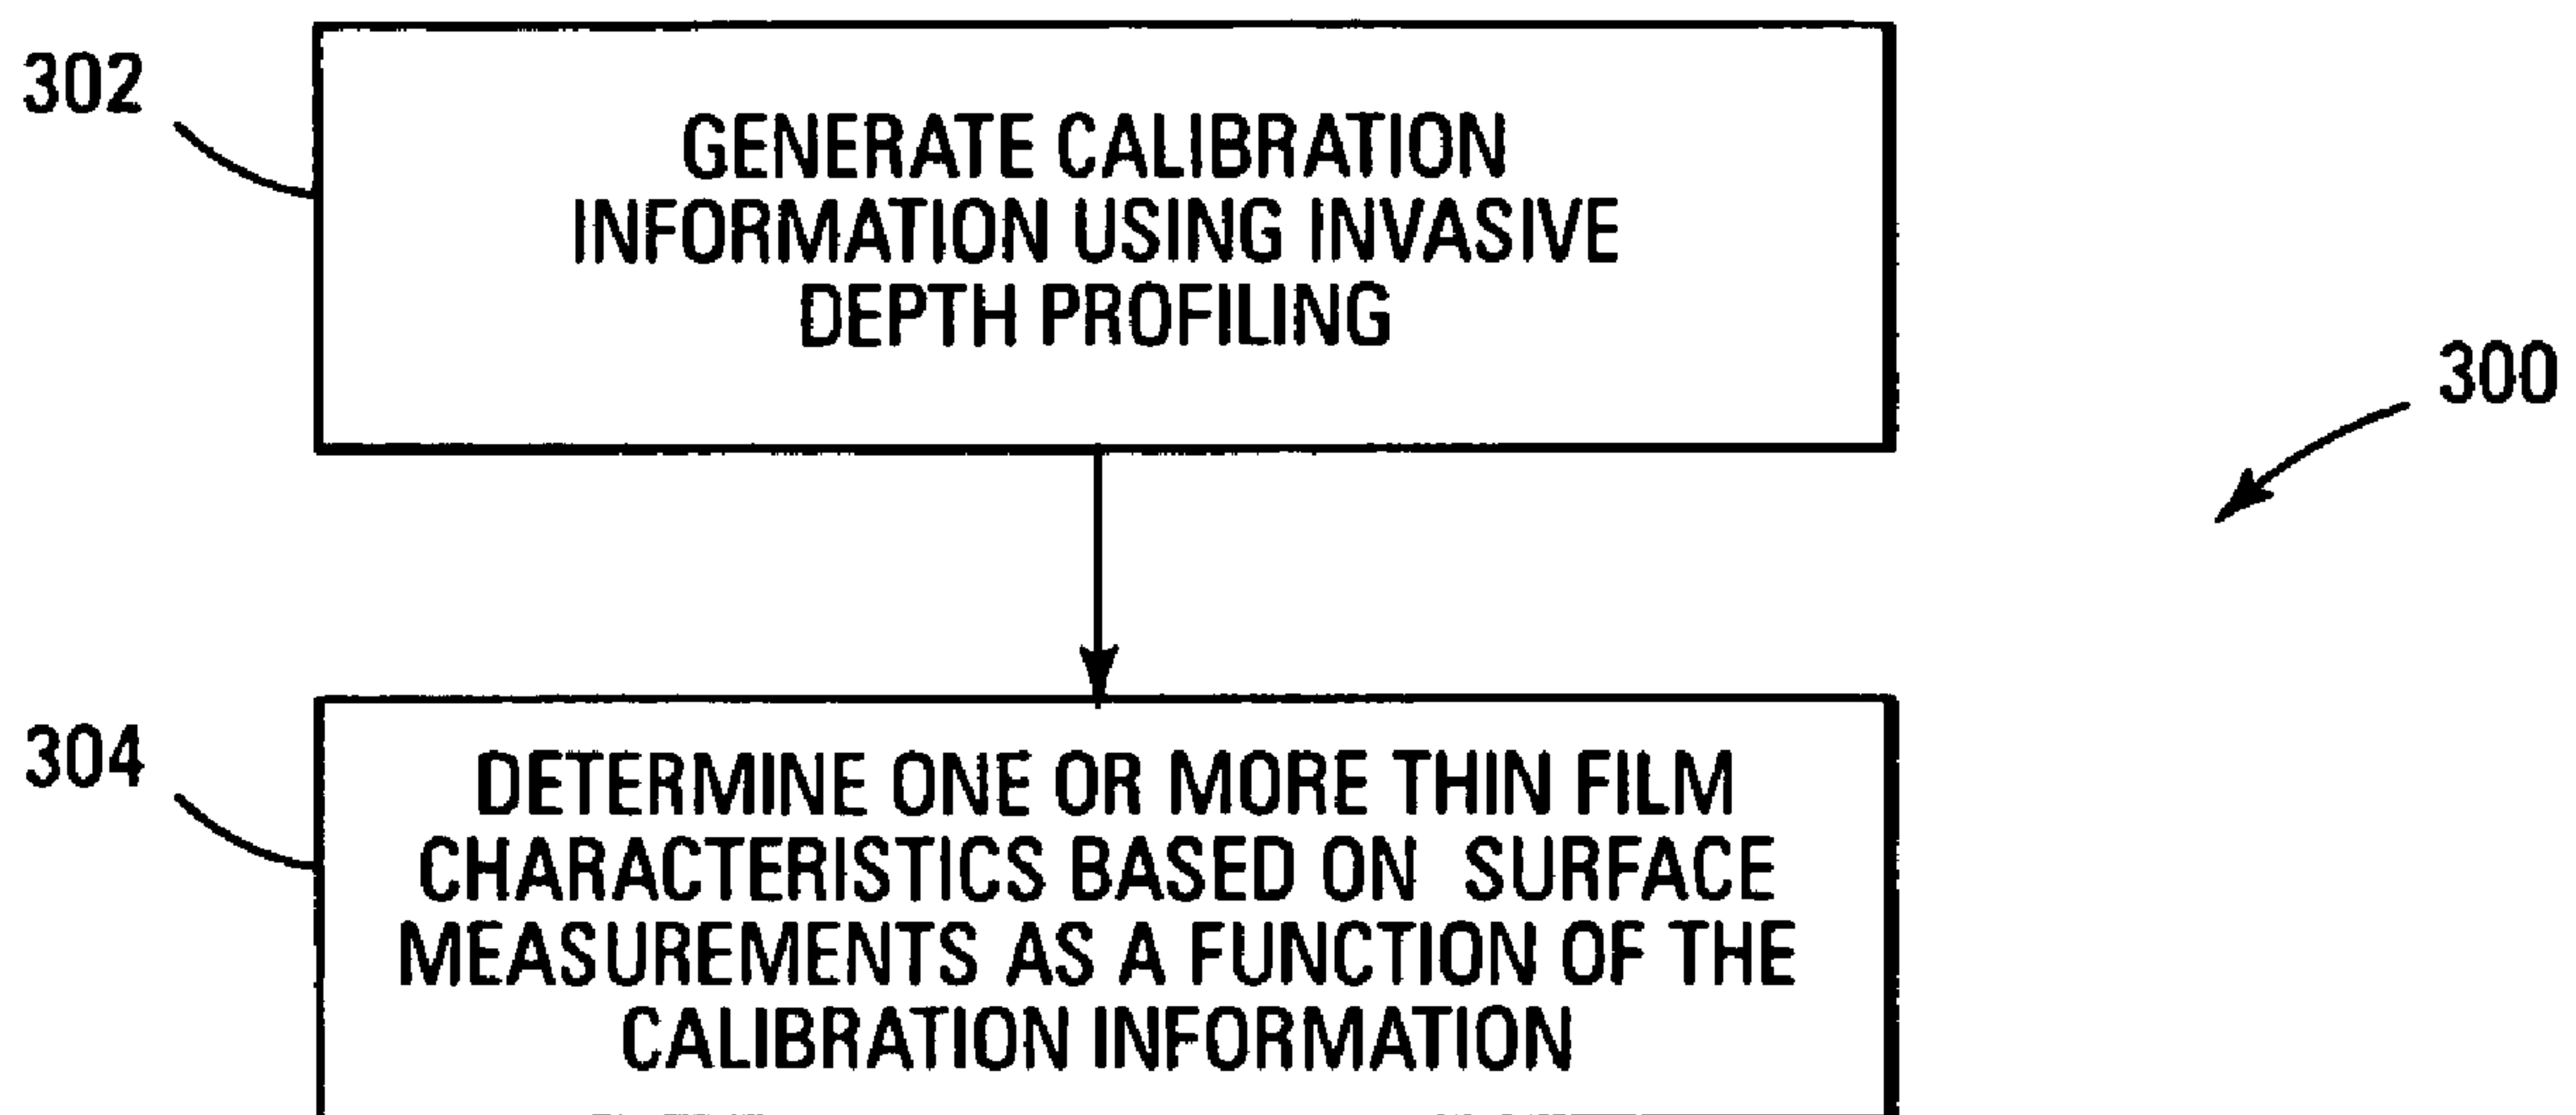 302
GENERATE CALIBRATION
INFORMATION USING INVASIVE
DEPTH PROFILING
300
304
DETERMINE ONE OR MORE THIN FILM
CHARACTERISTICS BASED ON SURFACE
MEASUREMENTS AS A FUNCTION OF THE
CALIBRATION INFORMATION